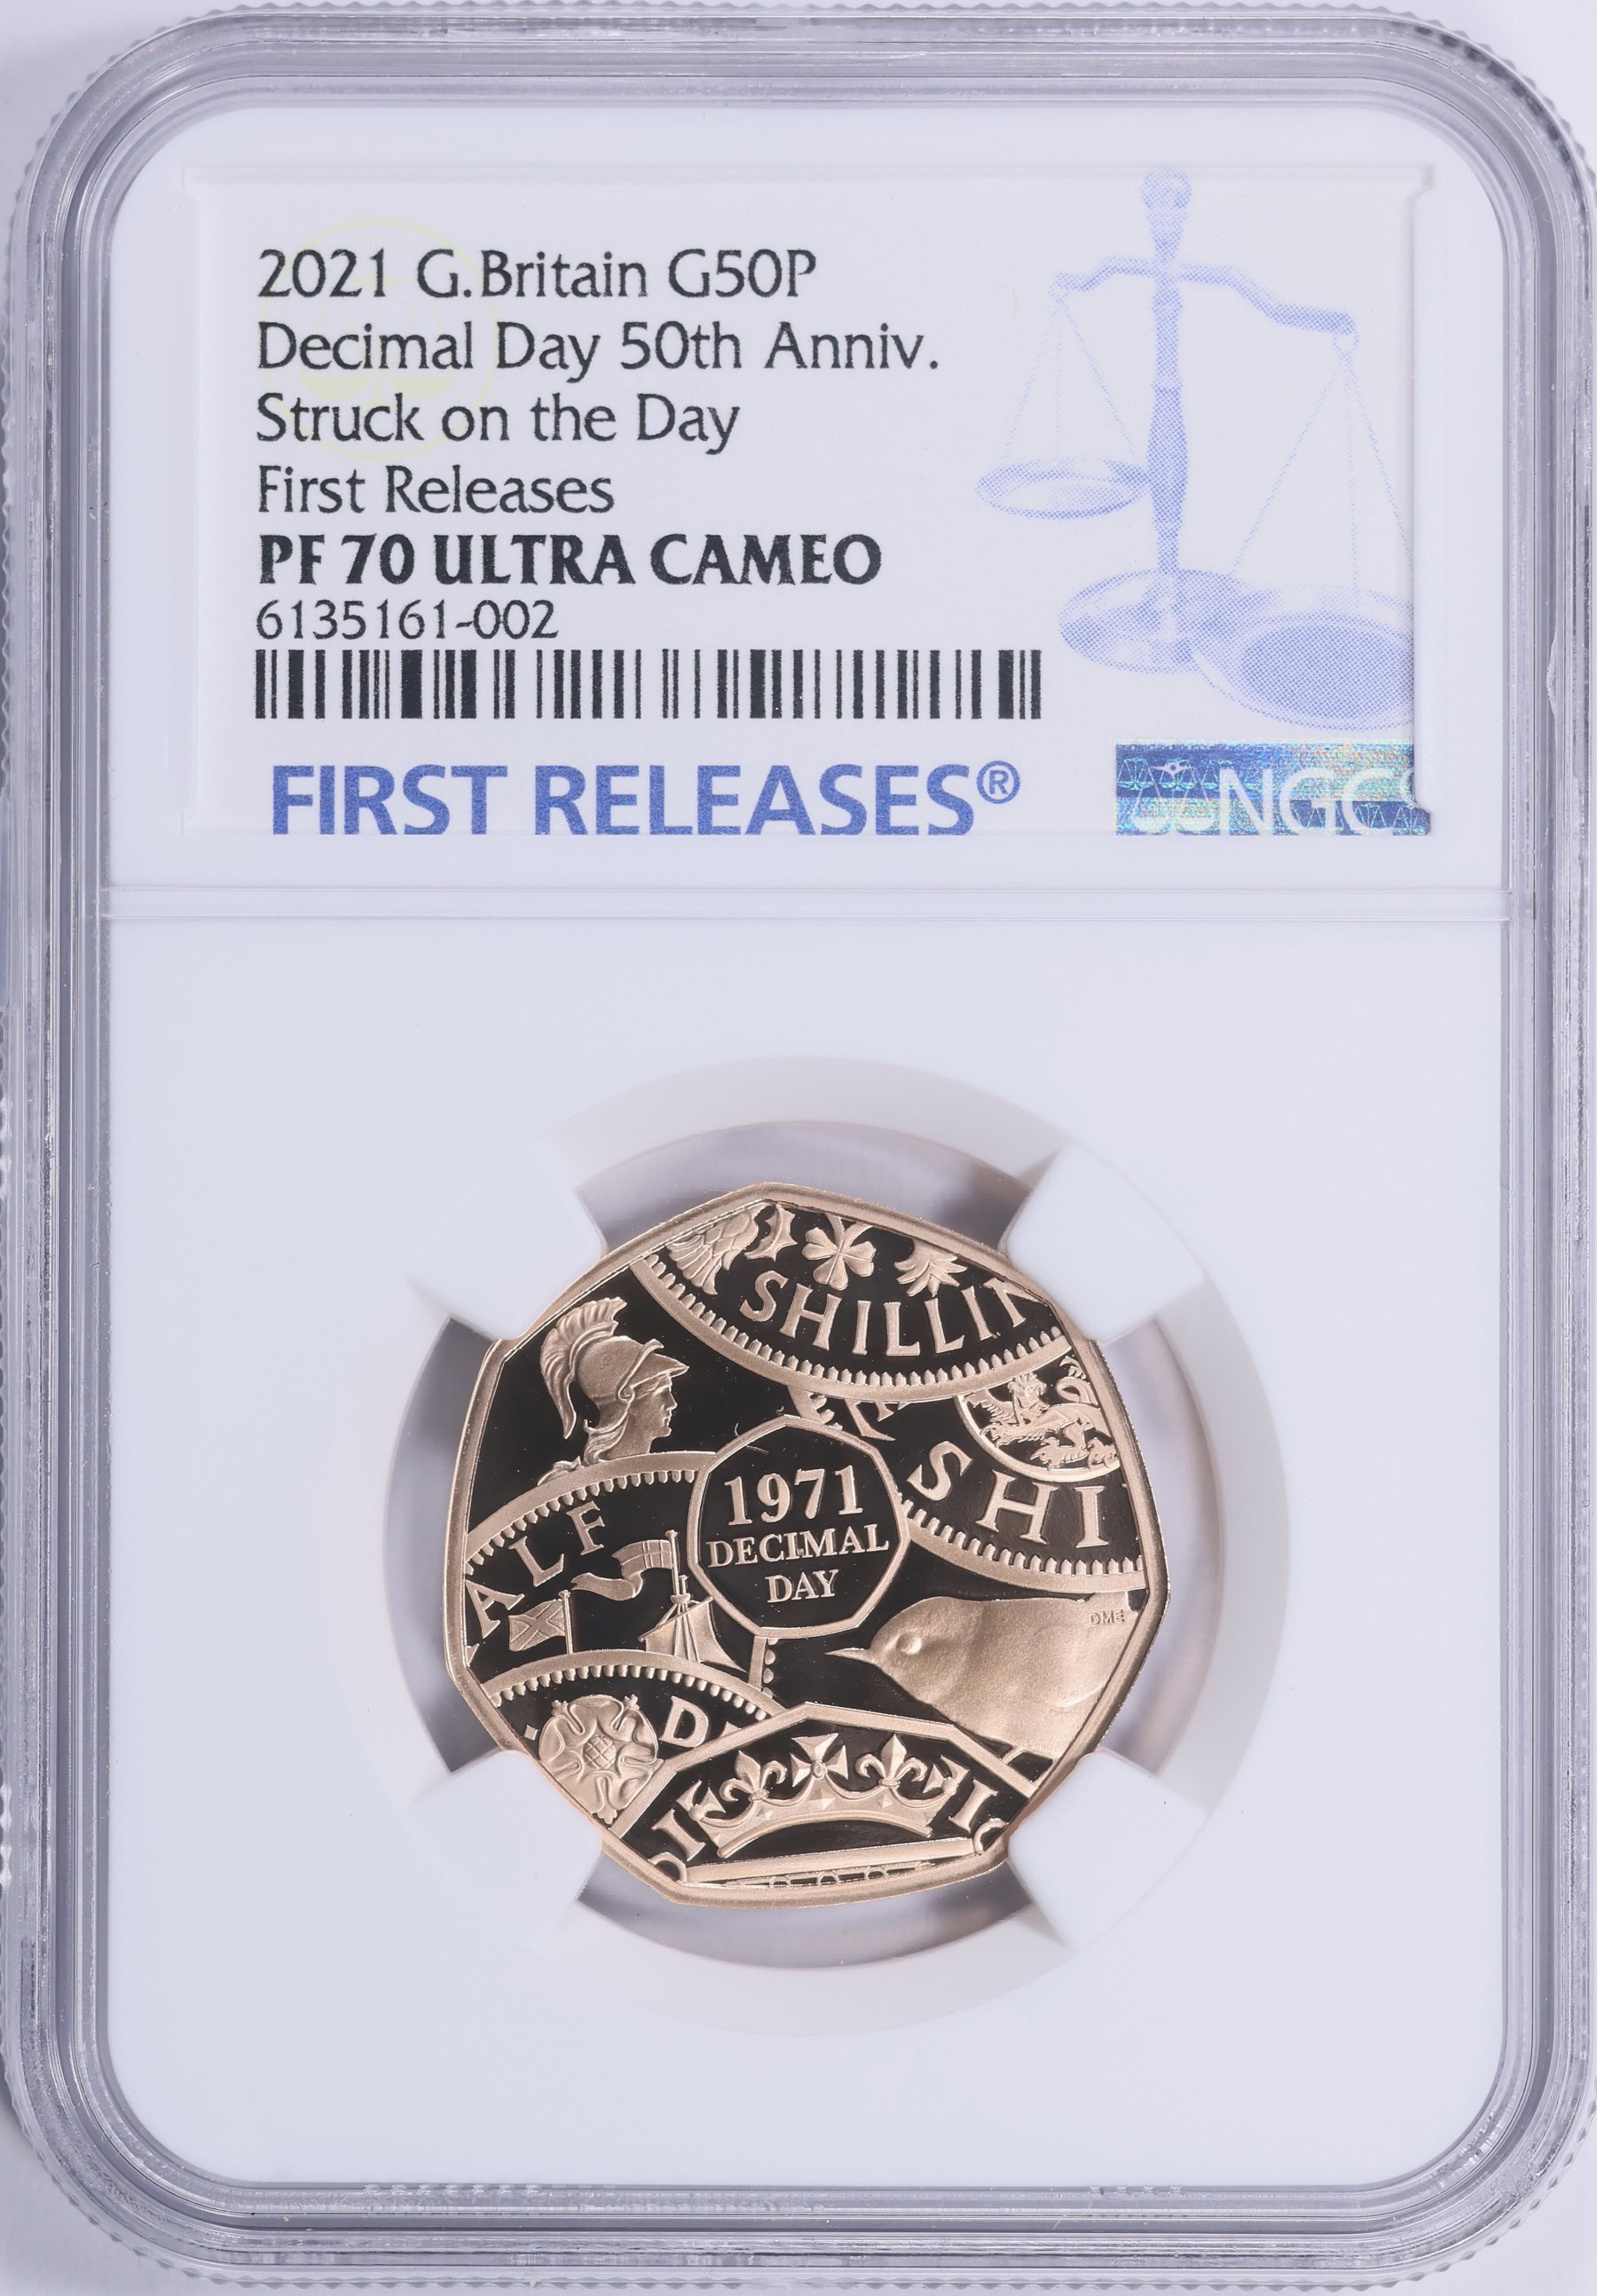 2021 G.Britain G50P
Decimal Day 50th Anniv.
Struck on the Day
First Releases
PF 70 ULTRA CAMEO
6135161-002
FIRST RELEASES®
NGC
SHILLIN
SHI
ALF
1971
DECIMAL
DAY
DME
D